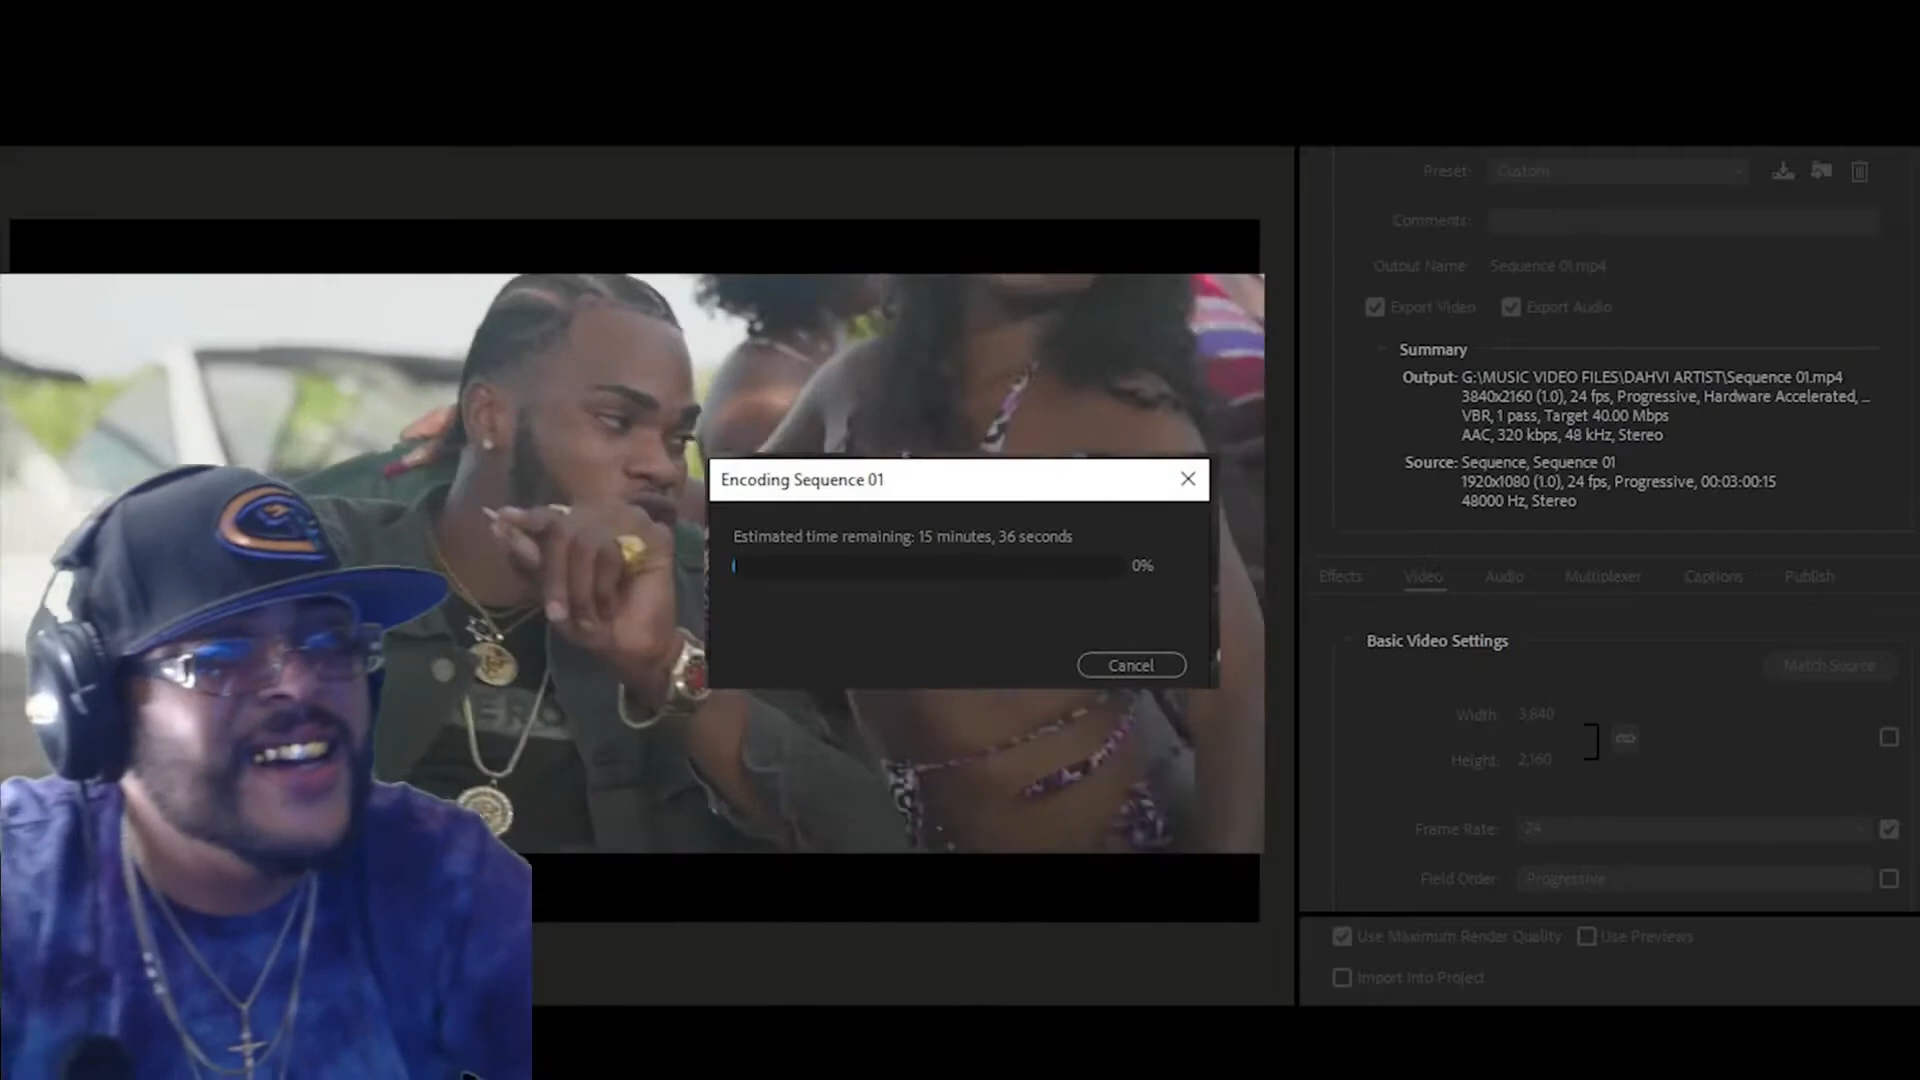 Preset: Custom
Comments:
Output Name: Sequence 01.mp4
Export Video Export Audio
Summary
Output: G:\MUSIC VIDEO FILES\DAHVI ARTIST\Sequence 01.mp4
3840x2160 (1.0), 24 fps, Progressive, Hardware Accelerated, ...
VBR, 1 pass, Target 40.00 Mbps
AAC, 320 kbps, 48 kHz, Stereo
Source: Sequence, Sequence 01
1920x1080 (1.0), 24 fps, Progressive, 00:03:00:15
48000 Hz, Stereo
Encoding Sequence 01
Estimated time remaining: 15 minutes, 36 seconds
0%
Cancel
Effects Video Audio Multiplexer Captions Publish
Basic Video Settings
Match Source
Width: 3,840
Height: 2,160
Frame Rate: 24
Field Order: Progressive
Use Maximum Render Quality Use Previews
Import Into Project